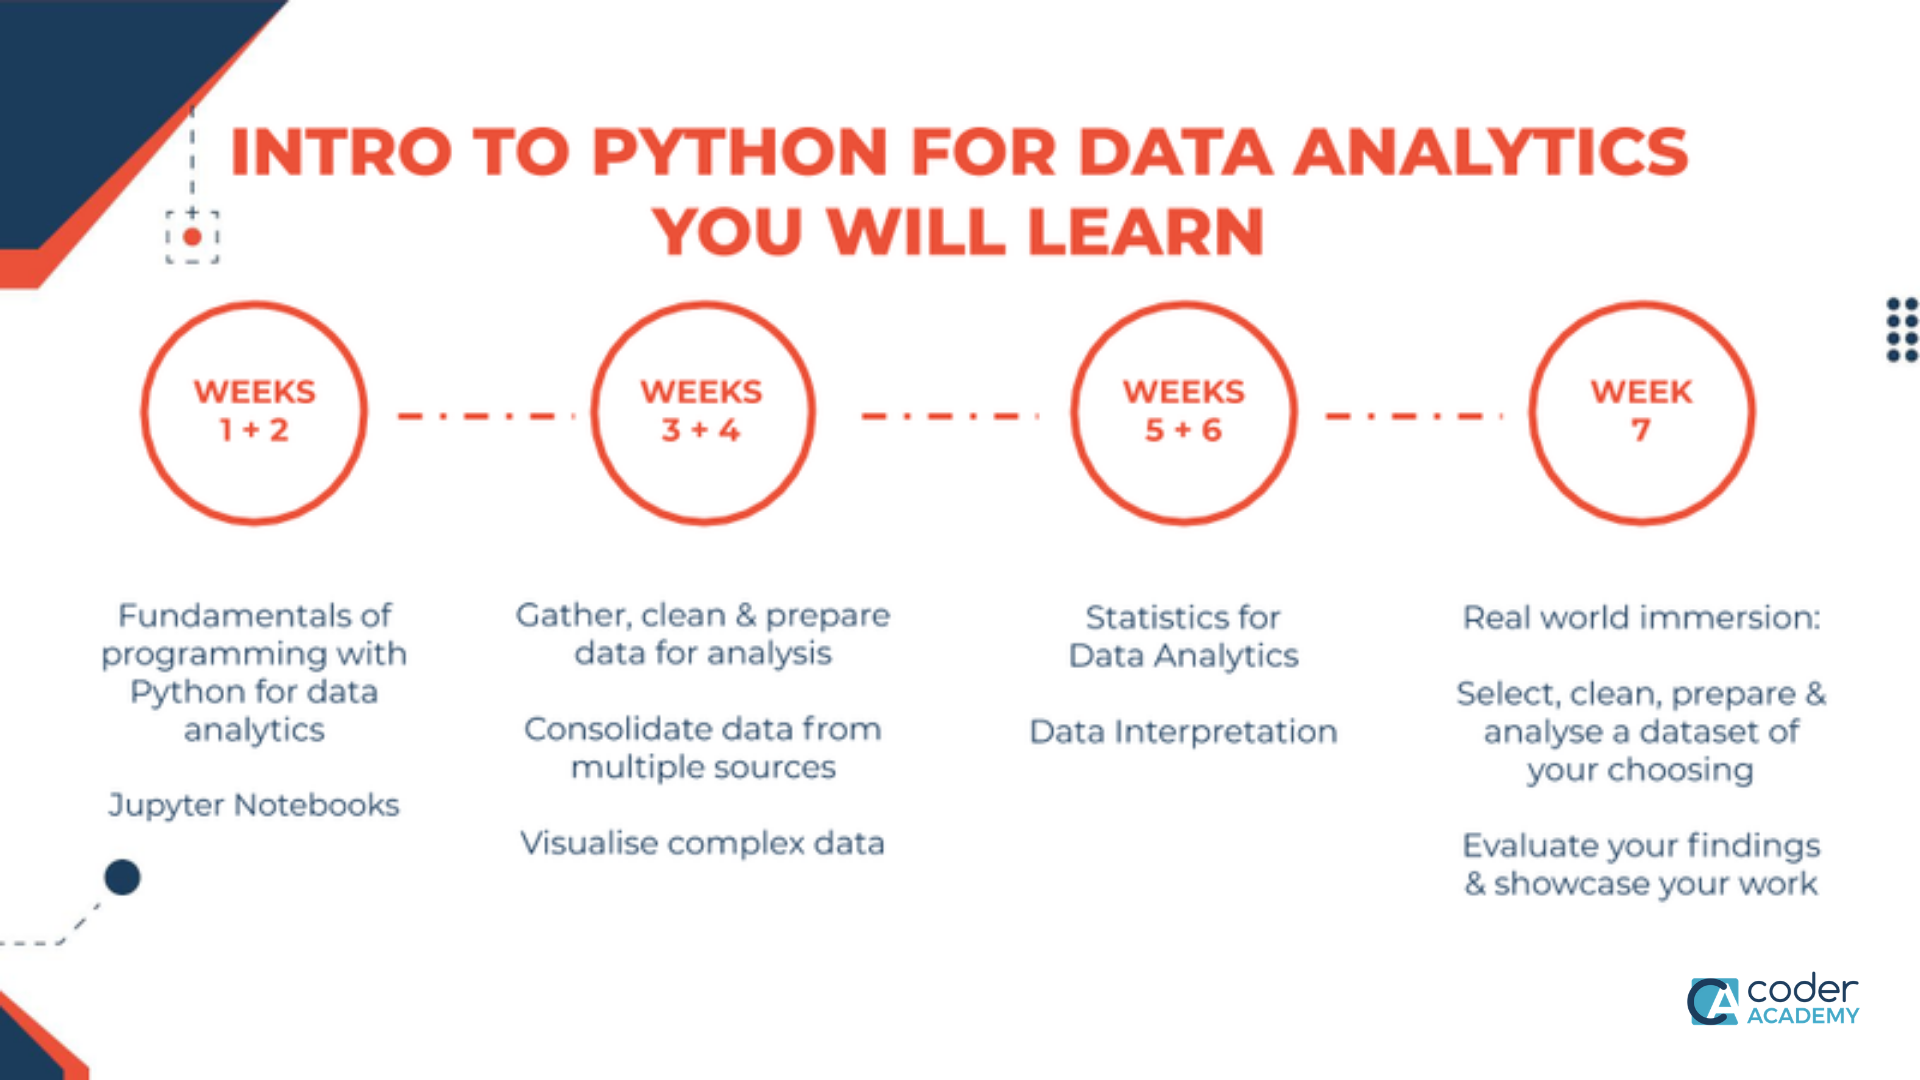 INTRO TO PYTHON FOR DATA ANALYTICS
YOU WILL LEARN
WEEKS
1 + 2
Fundamentals of
programming with
Python for data
analytics
Jupyter Notebooks
WEEKS
3 + 4
Gather, clean & prepare
data for analysis
Consolidate data from
multiple sources
Visualise complex data
WEEKS
5 + 6
Statistics for
Data Analytics
Data Interpretation
WEEK
7
Real world immersion:
Select, clean, prepare &
analyse a dataset of
your choosing
Evaluate your findings
& showcase your work
CA
coder
ACADEMY